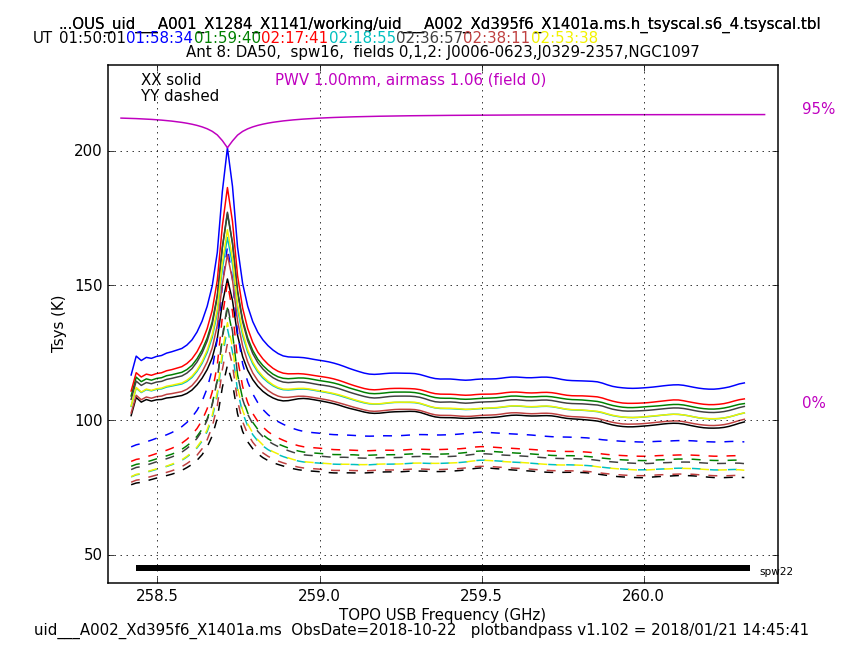 ...OUS_uid___A001_X1284_X1141/working/uid___A002_Xd395f6_X1401a.ms.h_tsyscal.s6_4.tsyscal.tbl
UT 01:50:01 01:58:34 01:59:40 02:17:41 02:18:55 02:36:57 02:38:11 02:53:38
Ant 8: DA50,  spw16,  fields 0,1,2: J0006-0623,J0329-2357,NGC1097
XX solid PWV 1.00mm, airmass 1.06 (field 0)
YY dashed
95%
200
150
100
50
0%
Tsys (K)
spw22
258.5 259.0 259.5 260.0
TOPO USB Frequency (GHz)
uid___A002_Xd395f6_X1401a.ms  ObsDate=2018-10-22   plotbandpass v1.102 = 2018/01/21 14:45:41